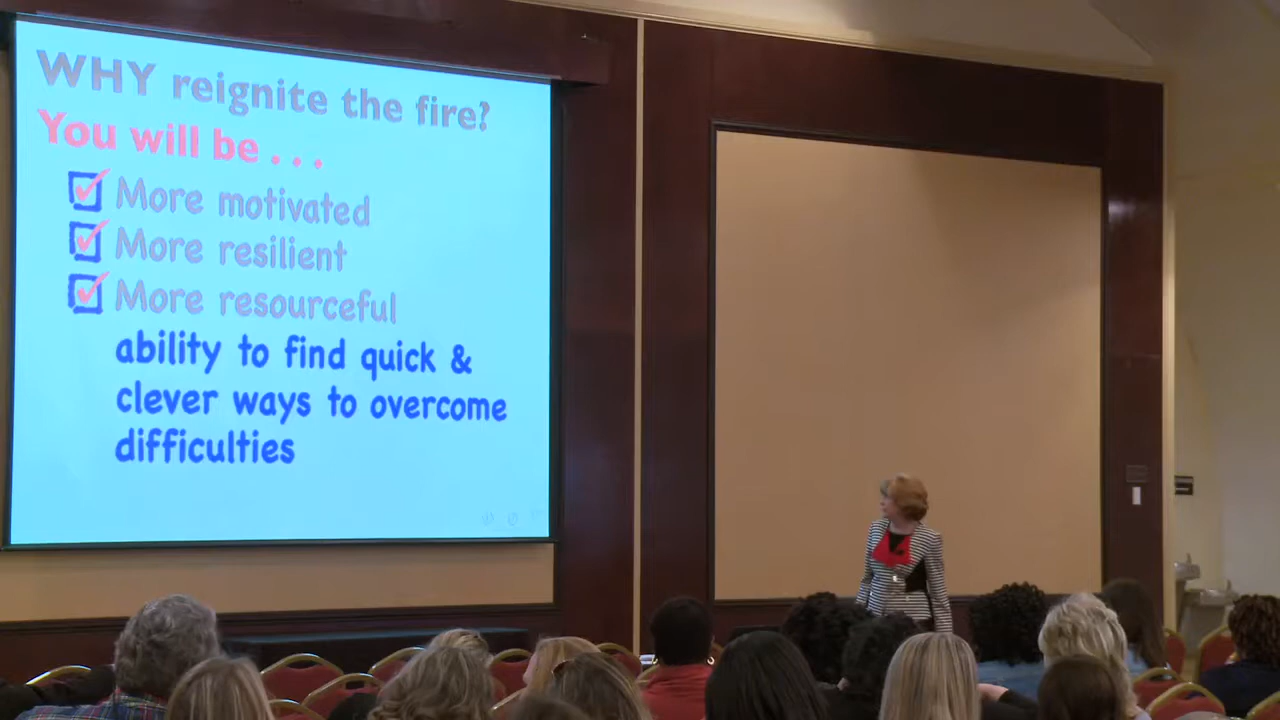 WHY reignite the fire?
You will be . . .
More motivated
More resilient
More resourceful
ability to find quick &
clever ways to overcome
difficulties